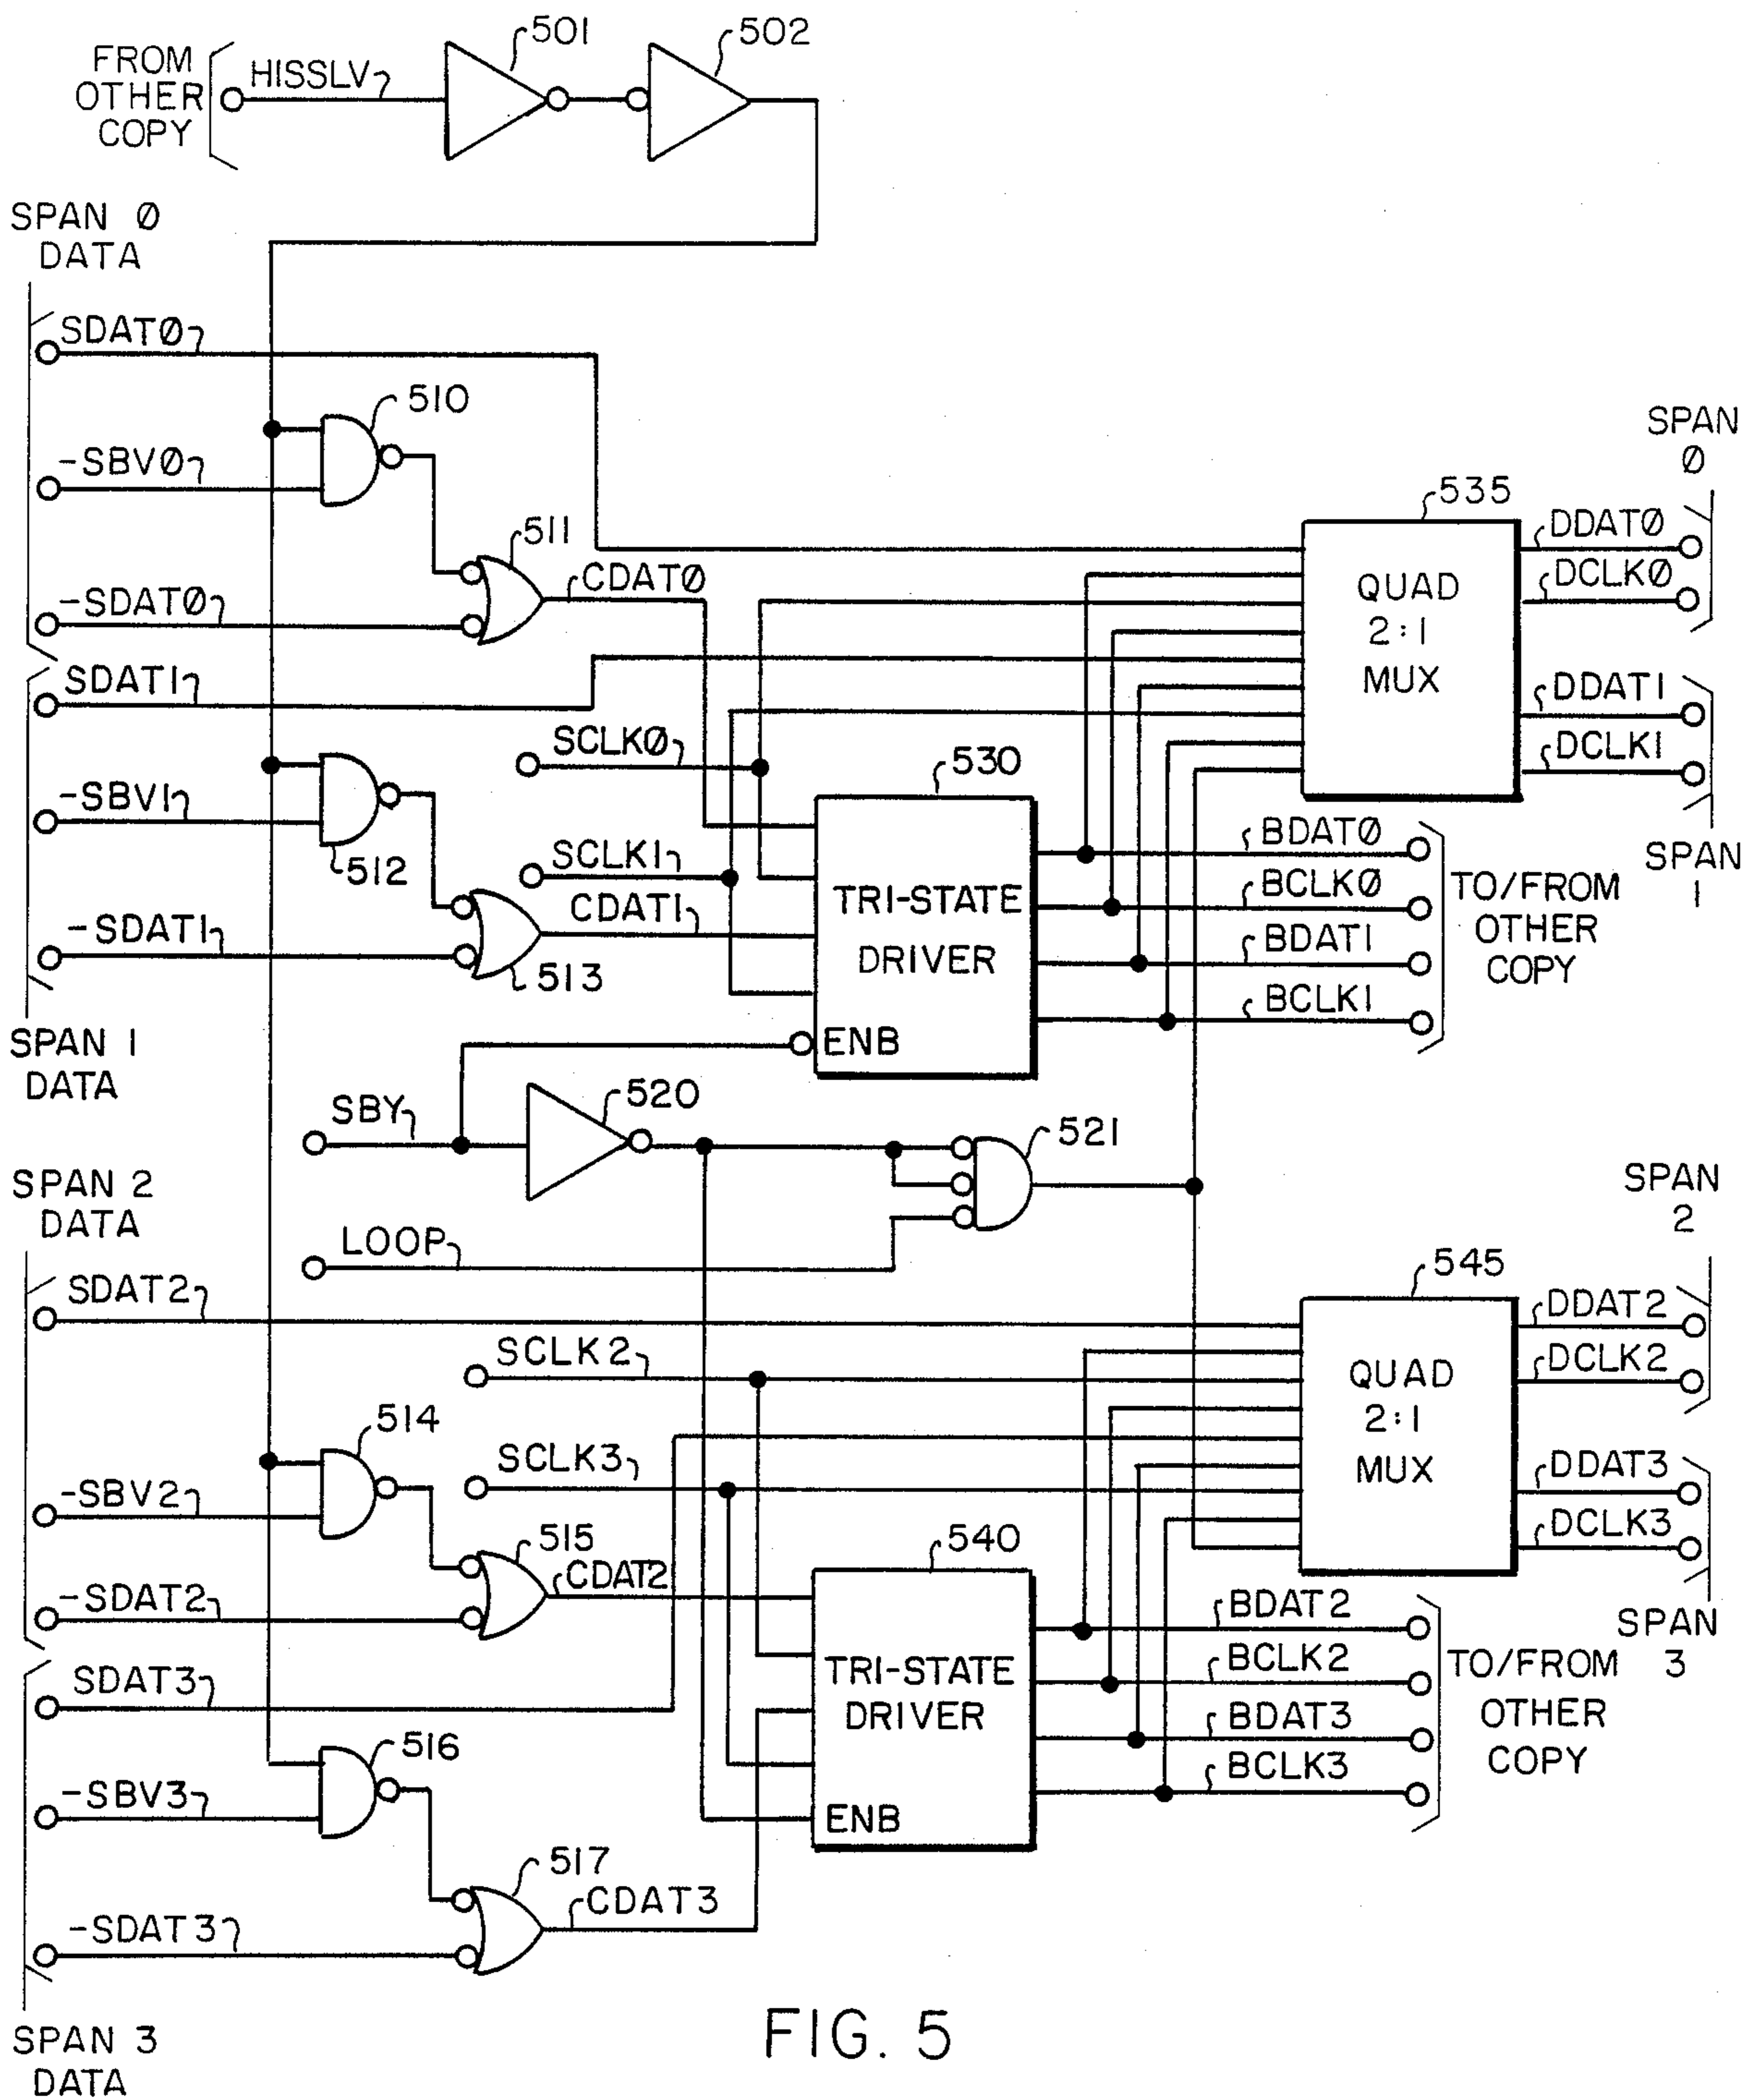 501
502
FROM
OTHER
COPY
HISSLV
SPAN Ø
DATA
SDATØ
510
-SBVØ
511
CDATØ
-SDATØ
SDAT1
SCLKØ
-SBV1
512
SCLK1
CDAT1
-SDAT1
513
SPAN 1
DATA
530
TRI-STATE
DRIVER
ENB
535
QUAD
2:1
MUX
SPAN
Ø
DDATØ
DCLKØ
DDAT1
DCLK1
SPAN
1
BDATØ
BCLKØ
BDAT1
BCLK1
TO/FROM
OTHER
COPY
SBY
520
521
LOOP
SPAN 2
DATA
SDAT2
SCLK2
514
SCLK3
-SBV2
515
CDAT2
-SDAT2
SDAT3
516
-SBV3
517
CDAT3
-SDAT3
SPAN 3
DATA
540
TRI-STATE
DRIVER
ENB
545
QUAD
2:1
MUX
SPAN
2
DDAT2
DCLK2
DDAT3
DCLK3
SPAN
3
BDAT2
BCLK2
BDAT3
BCLK3
TO/FROM
OTHER
COPY
FIG. 5